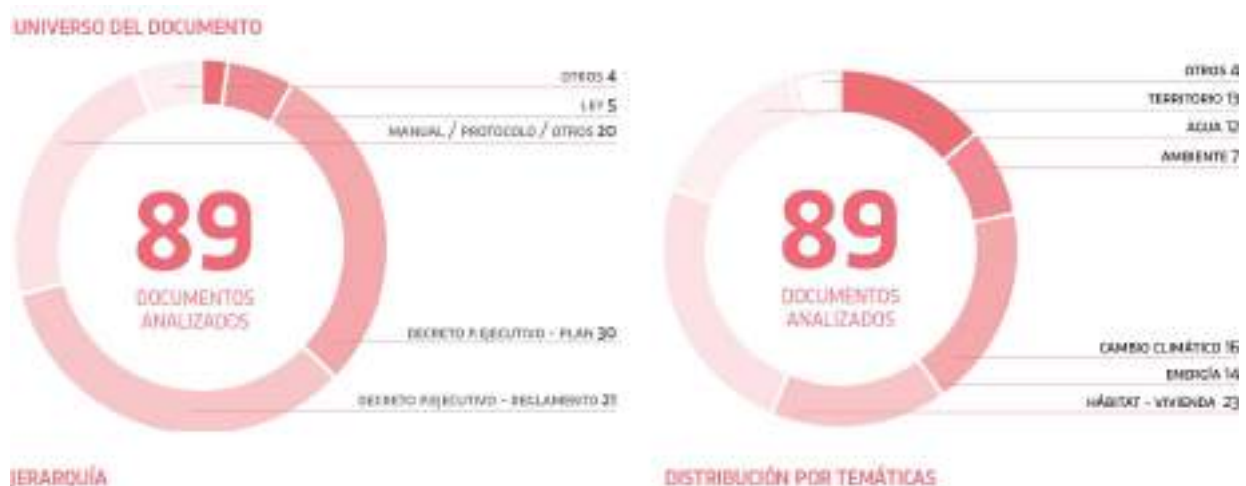 UNIVERSO DEL DOCUMENTO
OTROS 4
LEY 5
MANUAL / PROTOCOLO / OTROS 20
89
DOCUMENTOS
ANALIZADOS
DECRETO P.EJECUTIVO - PLAN 30
DECRETO P.EJECUTIVO - REGLAMENTO 21
JERARQUÍA
OTROS 4
TERRITORIO 13
AGUA 12
AMBIENTE 7
89
DOCUMENTOS
ANALIZADOS
CAMBIO CLIMÁTICO 16
ENERGÍA 14
HÁBITAT - VIVIENDA 23
DISTRIBUCIÓN POR TEMÁTICAS